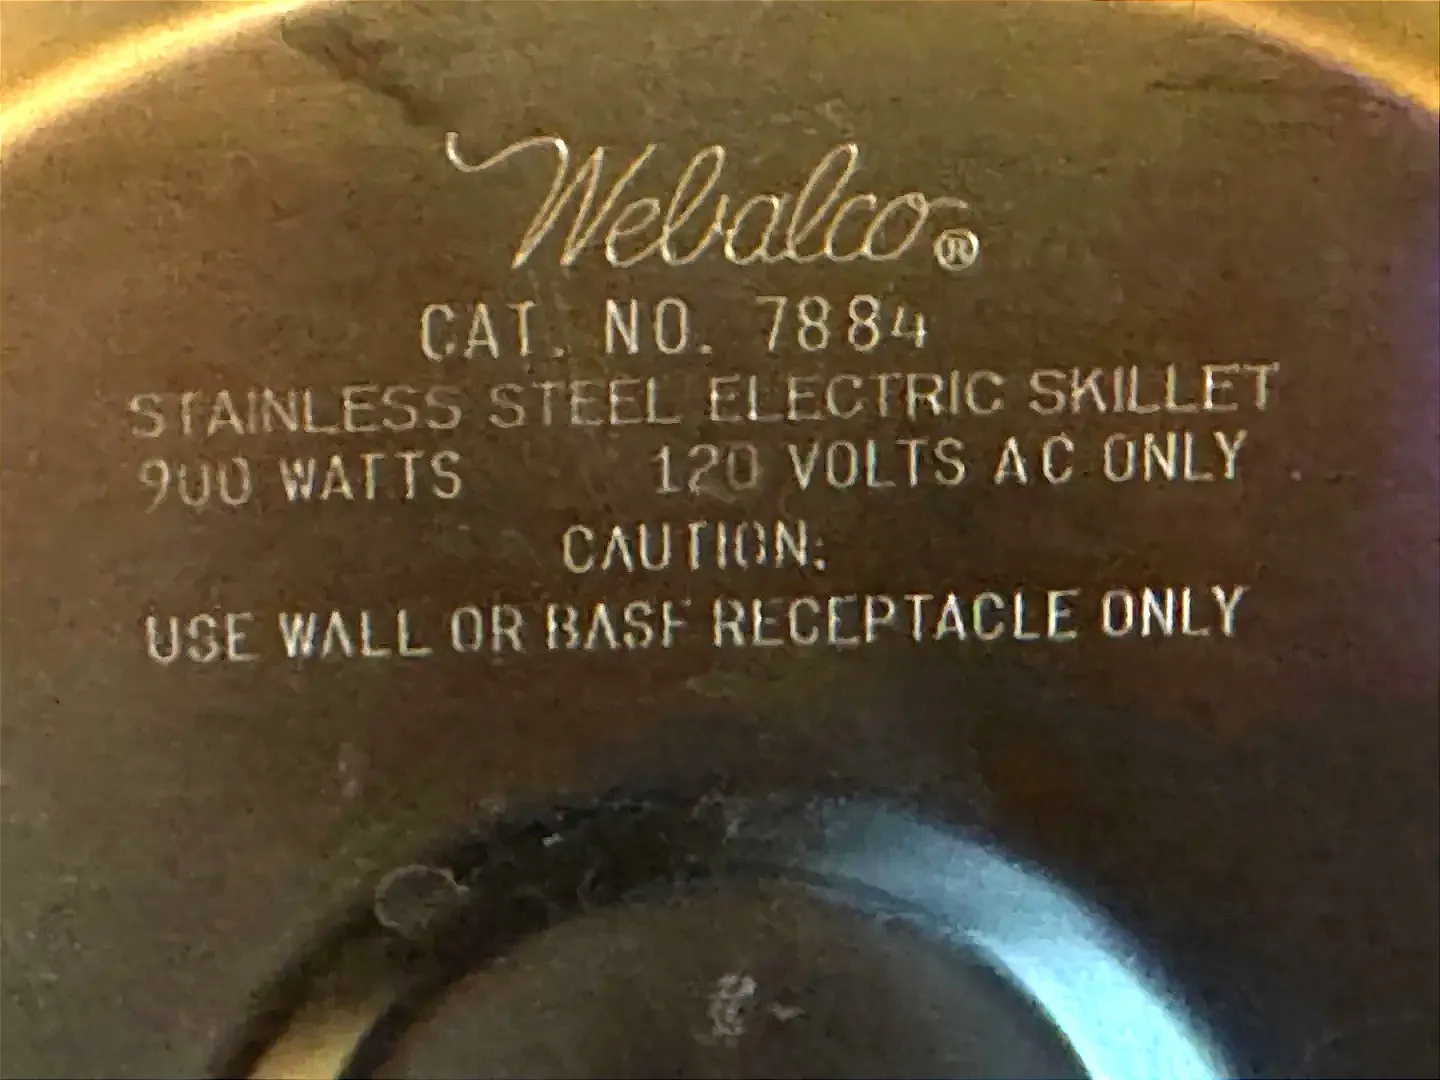 Webalco®
CAT. NO. 7884
STAINLESS STEEL ELECTRIC SKILLET
900 WATTS 120 VOLTS AC ONLY
CAUTION:
USE WALL OR BASE RECEPTACLE ONLY